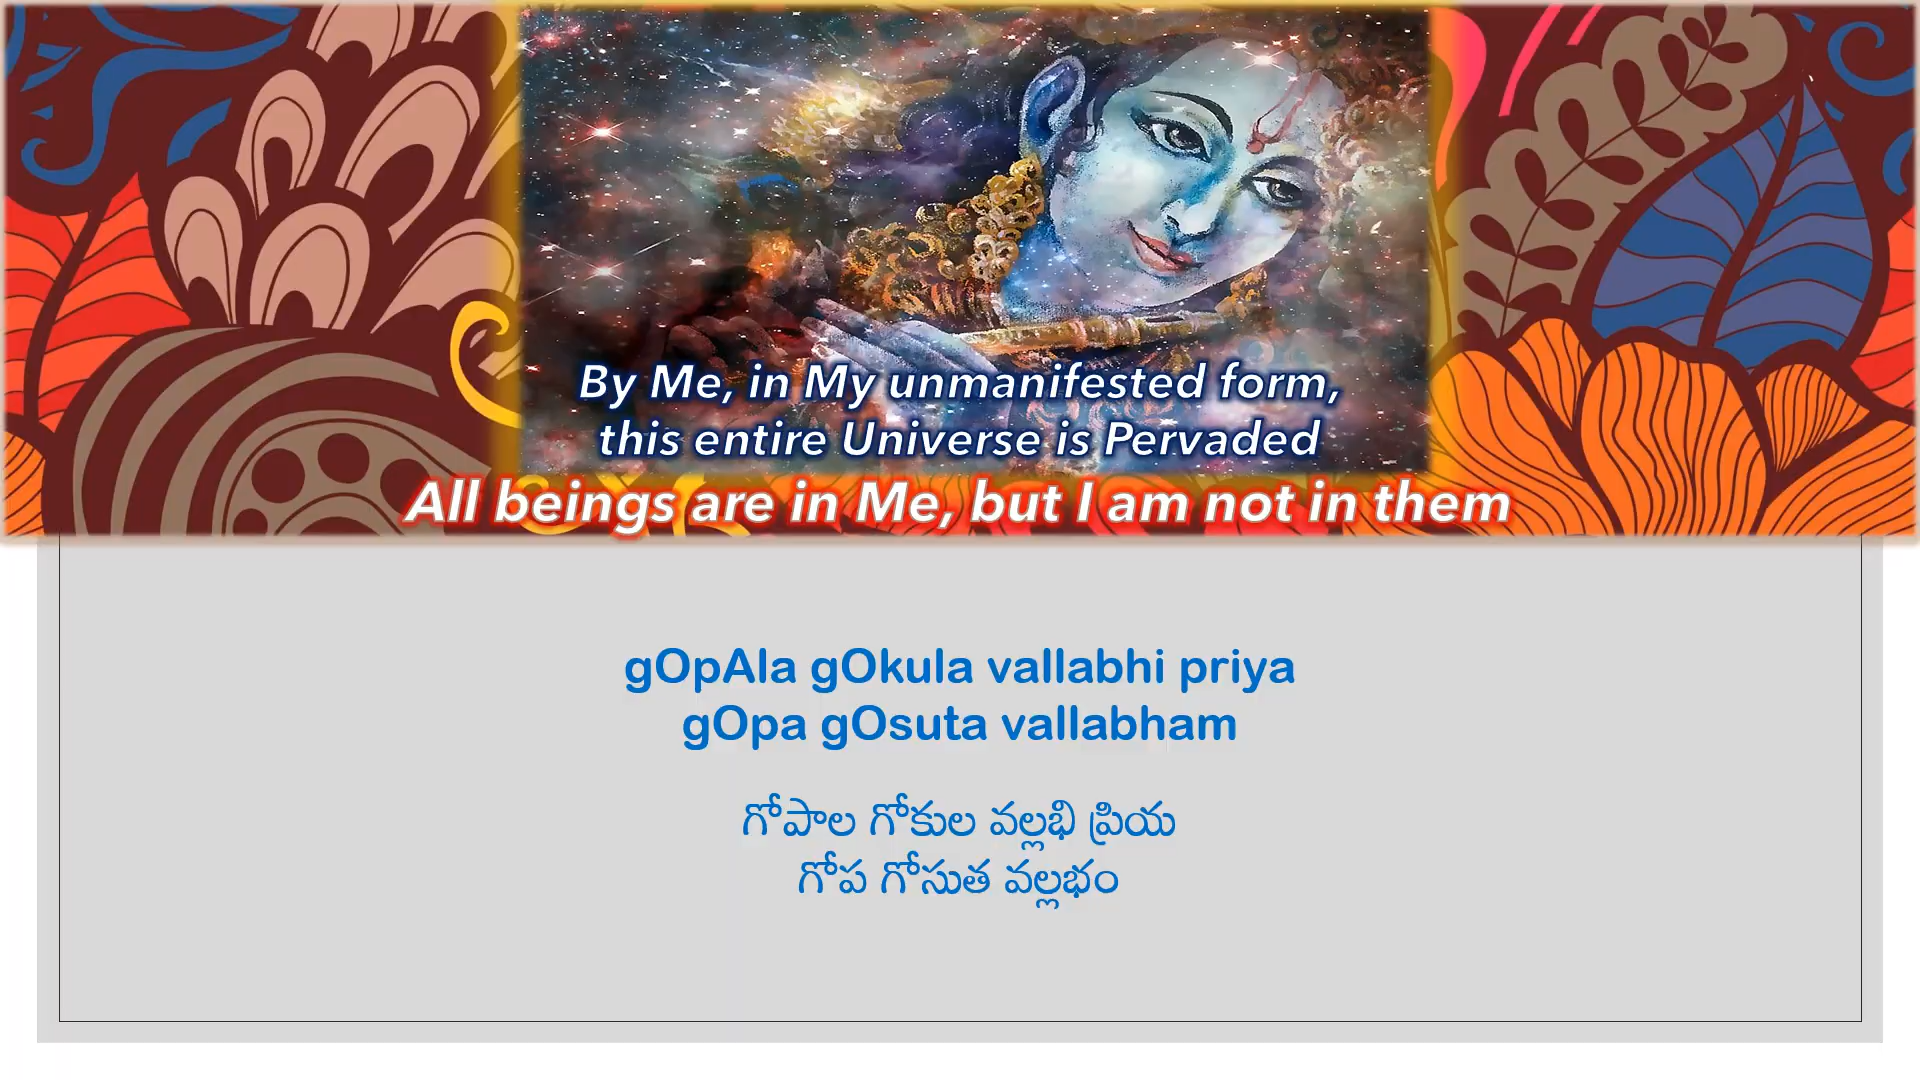 By Me, in My unmanifested form,
this entire Universe is Pervaded
All beings are in Me, but I am not in them
gOpAla gOkula vallabhi priya
gOpa gOsuta vallabham
గోపాల గోకుల వల్లభి ప్రియ
గోప గోసుత వల్లభం